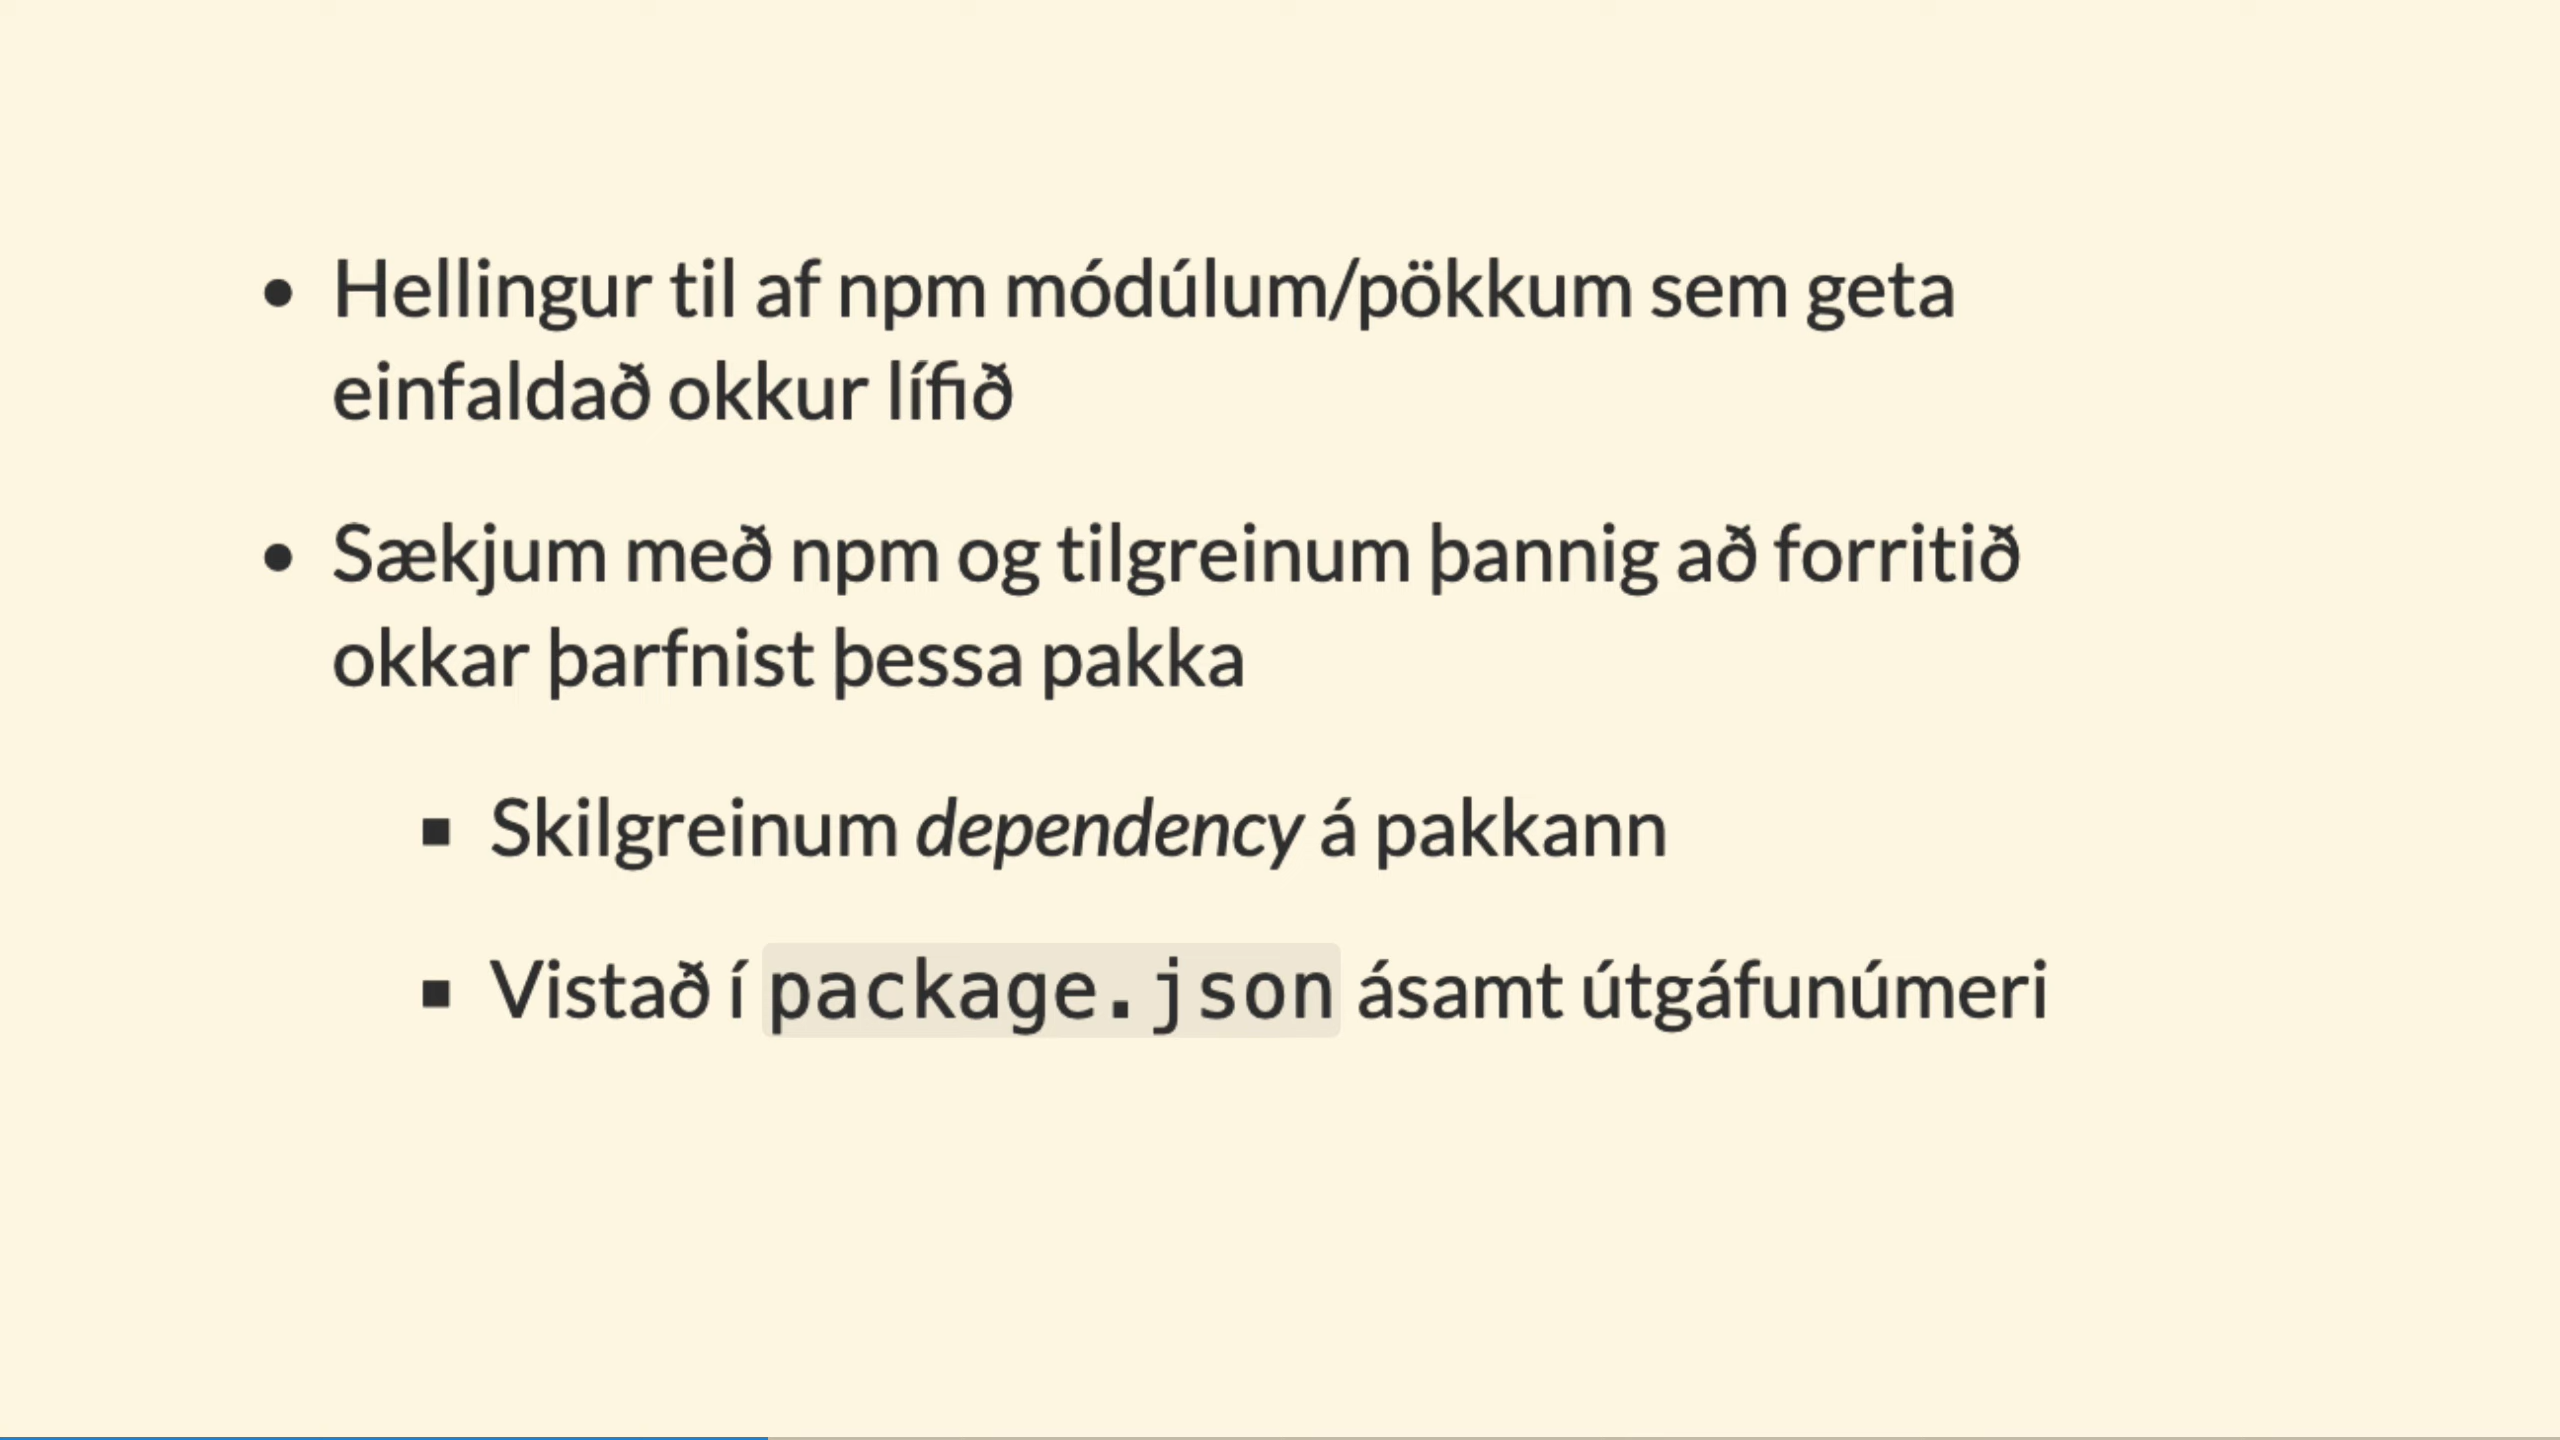 • Hellingur til af npm módúlum/pökkum sem geta
einfaldað okkur lífið
• Sækjum með npm og tilgreinum þannig að forritið
okkar þarfnist þessa pakka
▪ Skilgreinum dependency á pakkann
▪ Vistað í package.json ásamt útgáfunúmeri